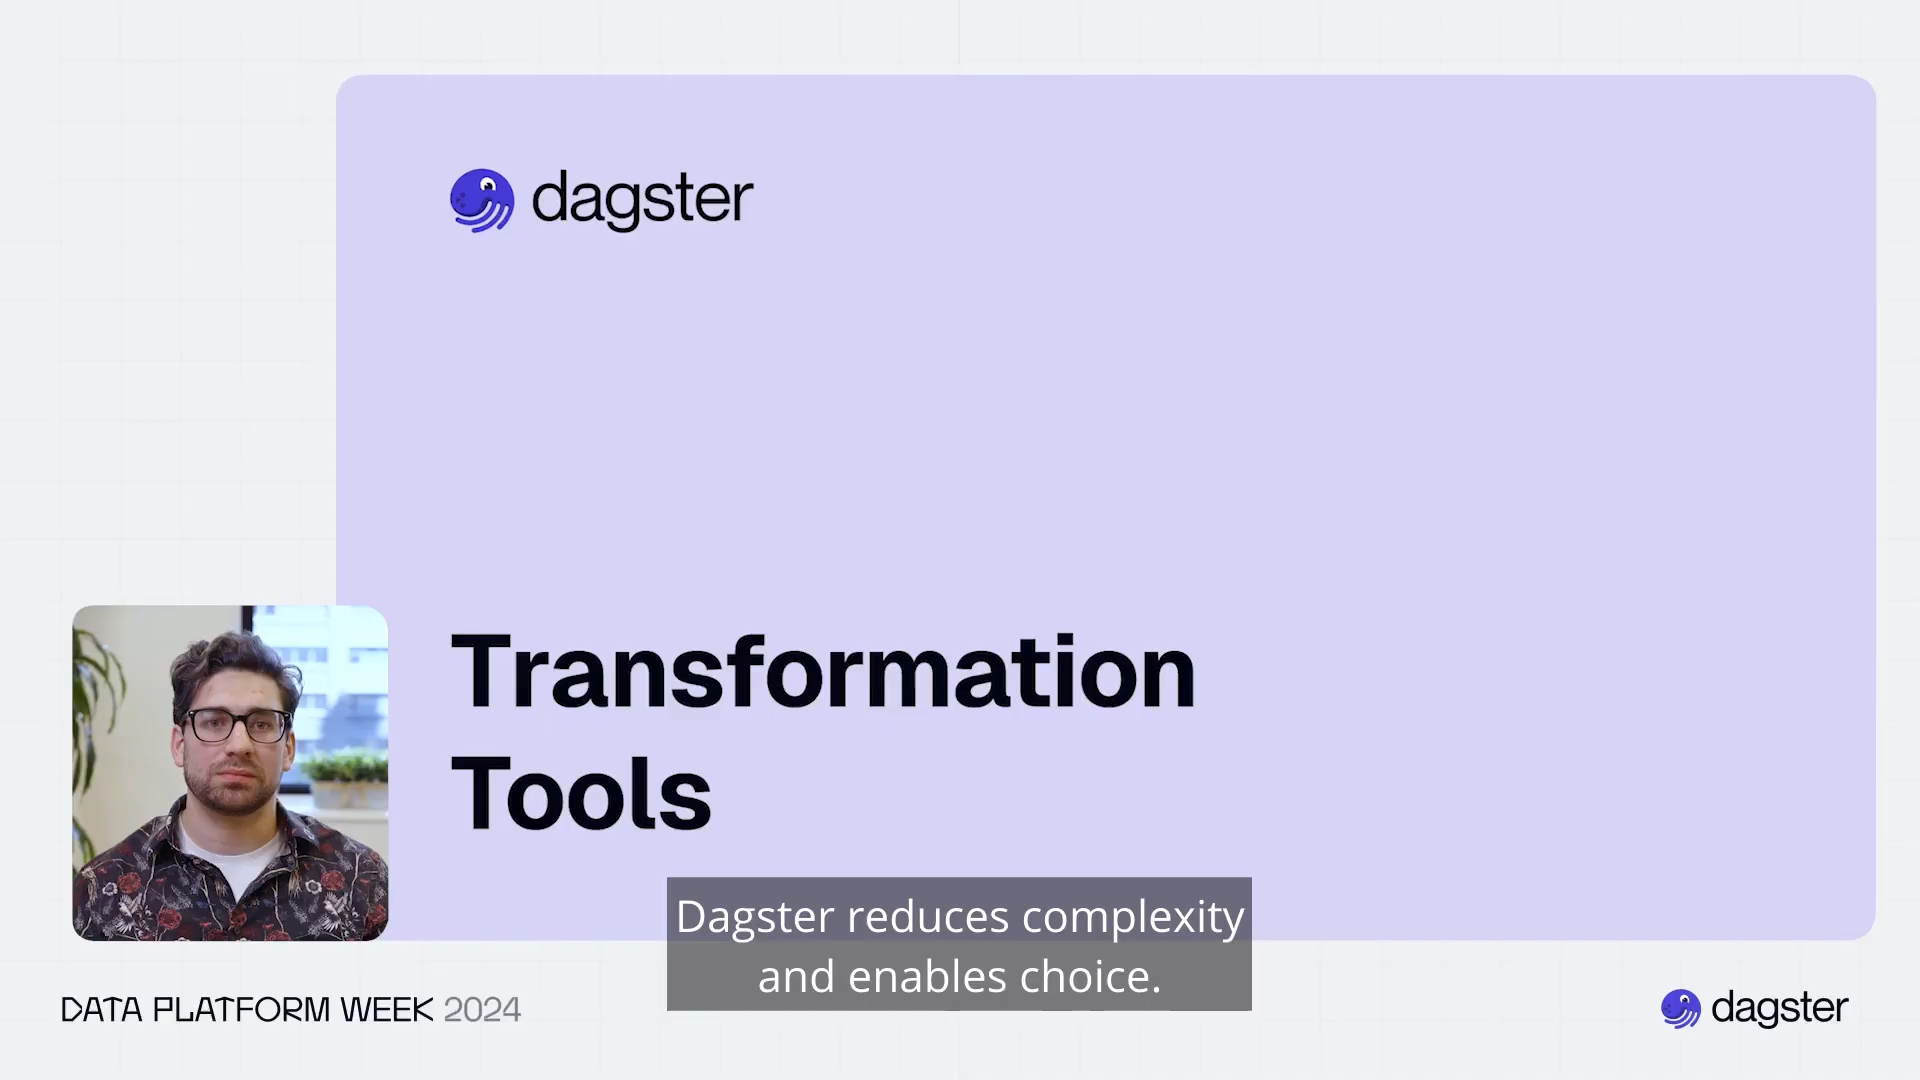 dagster
Transformation
Tools
Dagster reduces complexity
and enables choice.
DATA PLATFORM WEEK 2024
dagster